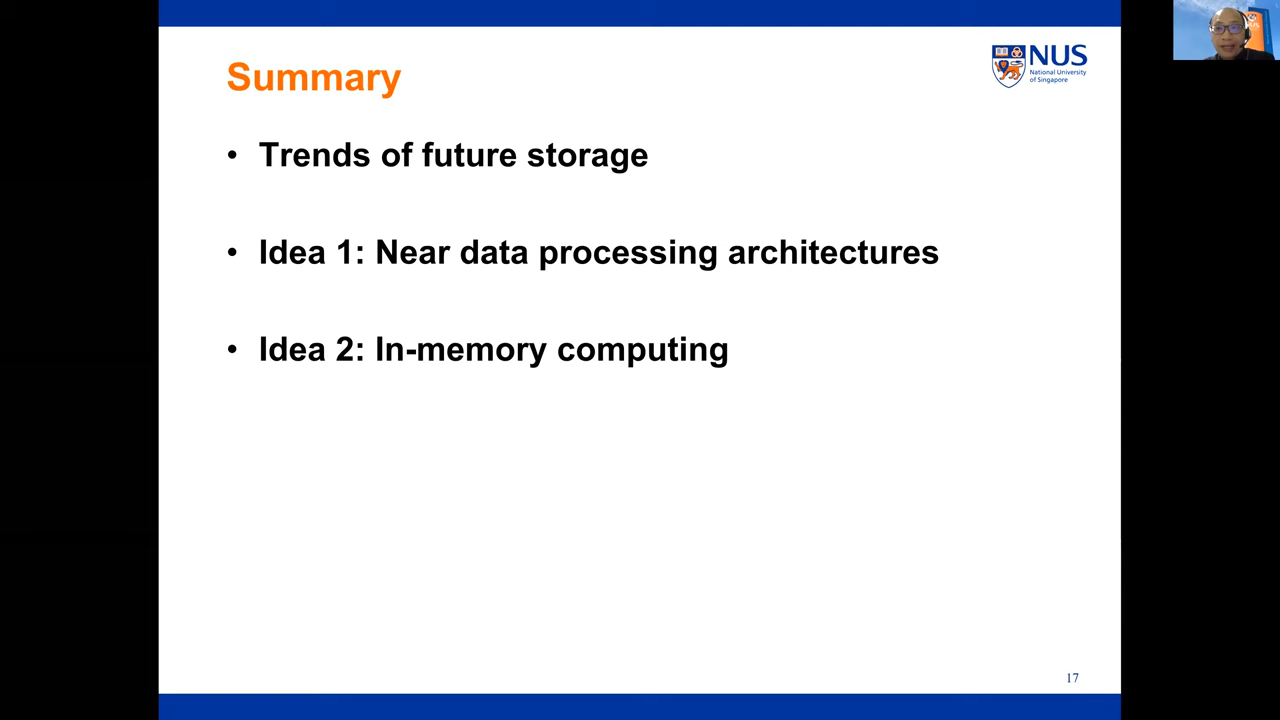 Summary
NUS
National University
of Singapore
• Trends of future storage
• Idea 1: Near data processing architectures
• Idea 2: In-memory computing
17
NUS